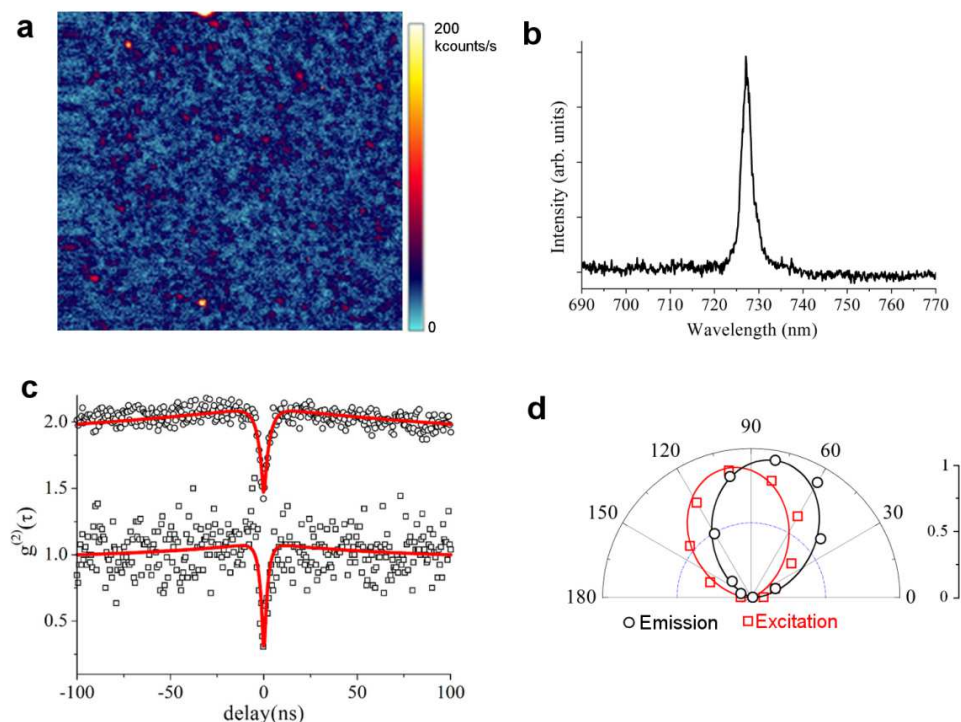 a
200
kcounts/s
0
b
Intensity (arb. units)
690 700 710 720 730 740 750 760 770
Wavelength (nm)
c
g(2)(τ)
2.0
1.5
1.0
0.5
-100 -50 0 50 100
delay(ns)
d
90
120 60
150 30
180 0
1
0.5
0
Emission Excitation